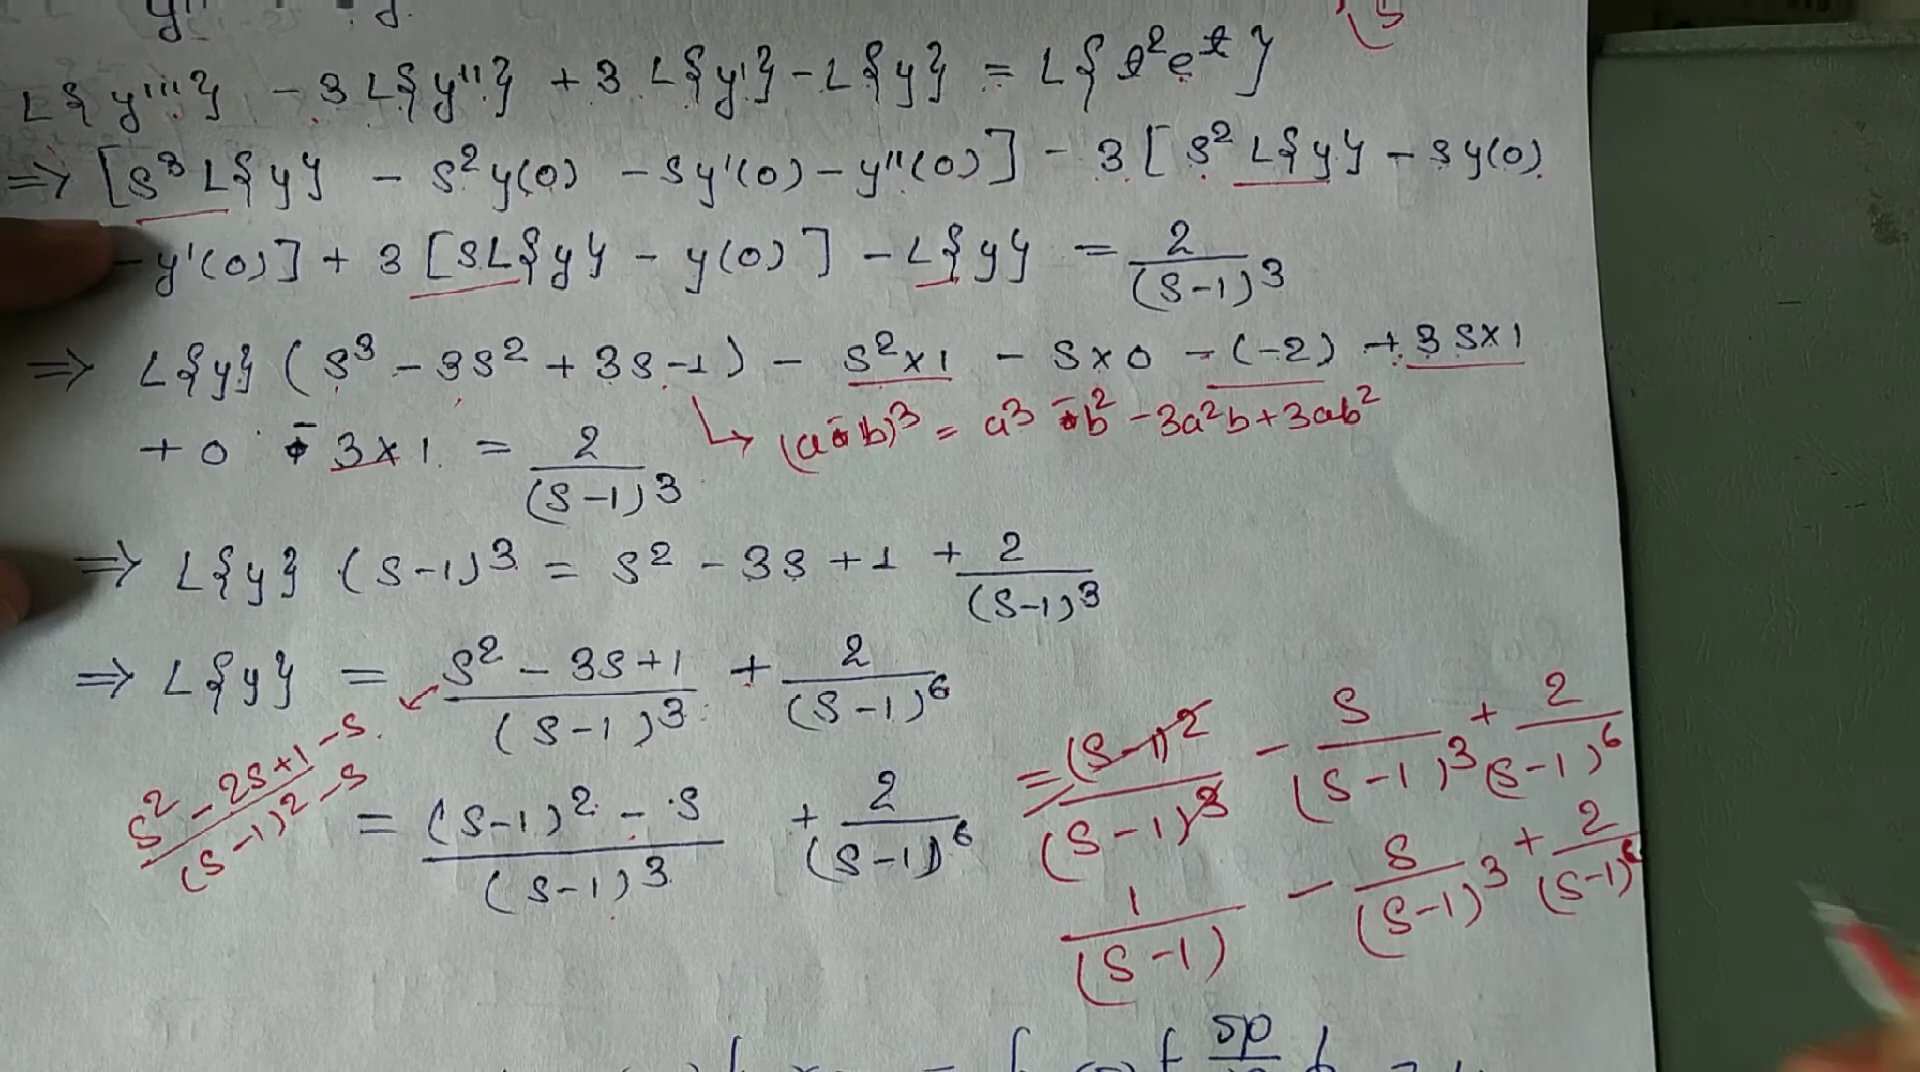 L{y'''} - 3L{y''} + 3 L{y'} - L{y} = L{t²e^t}
⇒ [s³L{y} - s²y(0) - sy'(0) - y''(0)] - 3[s²L{y} - sy(0)
- y'(0)] + 3[sL{y} - y(0)] - L{y} = 2/(s-1)³
⇒ L{y}(s³ - 3s² + 3s - 1) - s²×1 - s×0 - (-2) + 3s×1
↳ (a-b)³ = a³ - b² - 3a²b + 3ab²
+ 0 - 3×1 = 2/(s-1)³
⇒ L{y} (s-1)³ = s² - 3s + 1 + 2/(s-1)³
⇒ L{y} = (s² - 3s + 1)/(s-1)³ + 2/(s-1)⁶
s² - 2s + 1 - s
(s-1)² - s
= ((s-1)² - s)/(s-1)³ + 2/(s-1)⁶
= (s-1)²/(s-1)³ - s/(s-1)³ + 2/(s-1)⁶
1/(s-1) - s/(s-1)³ + 2/(s-1)⁶